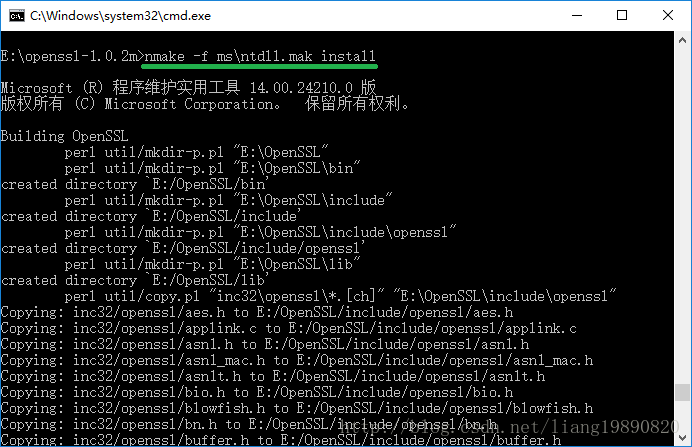 C:\Windows\system32\cmd.exe
E:\openssl-1.0.2m>nmake -f ms\ntdll.mak install
Microsoft (R) 程序维护实用工具 14.00.24210.0 版
版权所有 (C) Microsoft Corporation。 保留所有权利。
Building OpenSSL
perl util/mkdir-p.pl "E:\OpenSSL"
perl util/mkdir-p.pl "E:\OpenSSL\bin"
created directory `E:/OpenSSL/bin'
perl util/mkdir-p.pl "E:\OpenSSL\include"
created directory `E:/OpenSSL/include'
perl util/mkdir-p.pl "E:\OpenSSL\include\openssl"
created directory `E:/OpenSSL/include/openssl'
perl util/mkdir-p.pl "E:\OpenSSL\lib"
created directory `E:/OpenSSL/lib'
perl util/copy.pl "inc32\openssl\*.[ch]" "E:\OpenSSL\include\openssl"
Copying: inc32/openssl/aes.h to E:/OpenSSL/include/openssl/aes.h
Copying: inc32/openssl/applink.c to E:/OpenSSL/include/openssl/applink.c
Copying: inc32/openssl/asn1.h to E:/OpenSSL/include/openssl/asn1.h
Copying: inc32/openssl/asn1_mac.h to E:/OpenSSL/include/openssl/asn1_mac.h
Copying: inc32/openssl/asn1t.h to E:/OpenSSL/include/openssl/asn1t.h
Copying: inc32/openssl/bio.h to E:/OpenSSL/include/openssl/bio.h
Copying: inc32/openssl/blowfish.h to E:/OpenSSL/include/openssl/blowfish.h
Copying: inc32/openssl/bn.h to E:/OpenSSL/include/openssl/bn.h
http://blog.csdn.net/liang19890820
Copying: inc32/openssl/buffer.h to E:/OpenSSL/include/openssl/buffer.h